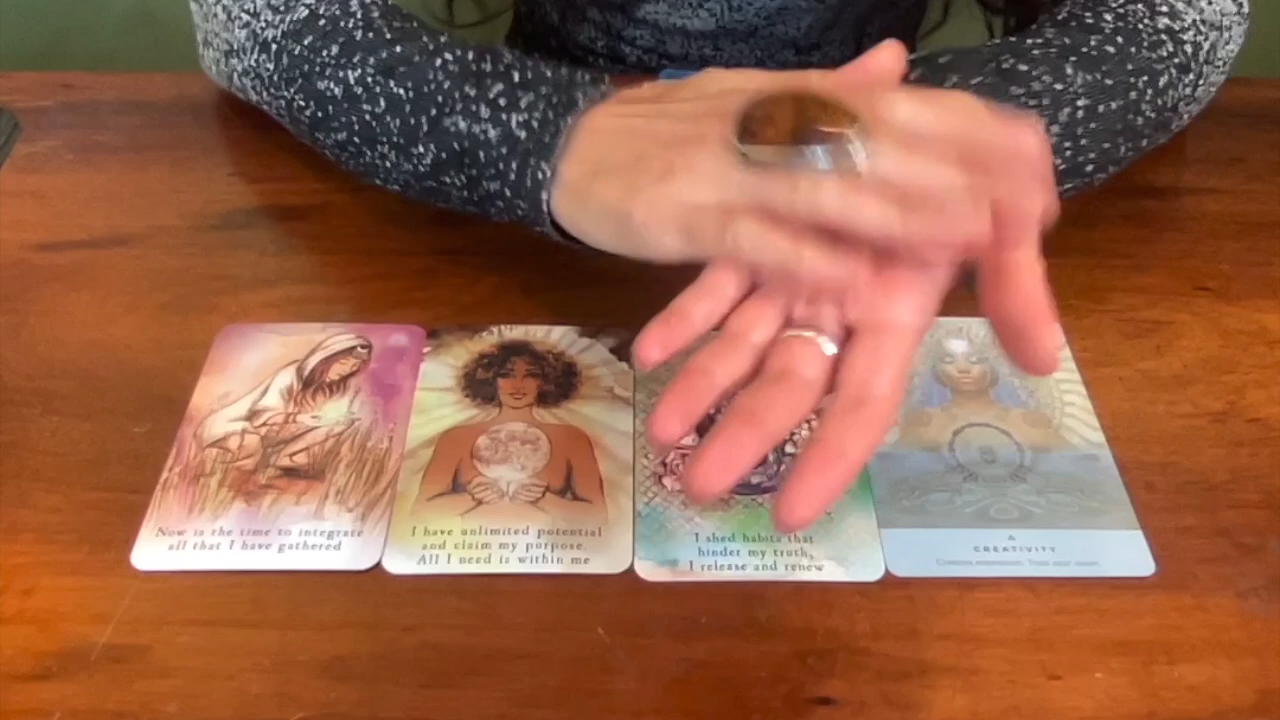 Now is the time to integrate
all that I have gathered
I have unlimited potential
and claim my purpose.
All I need is within me
I shed habits that
hinder my truth,
I release and renew
CREATIVITY